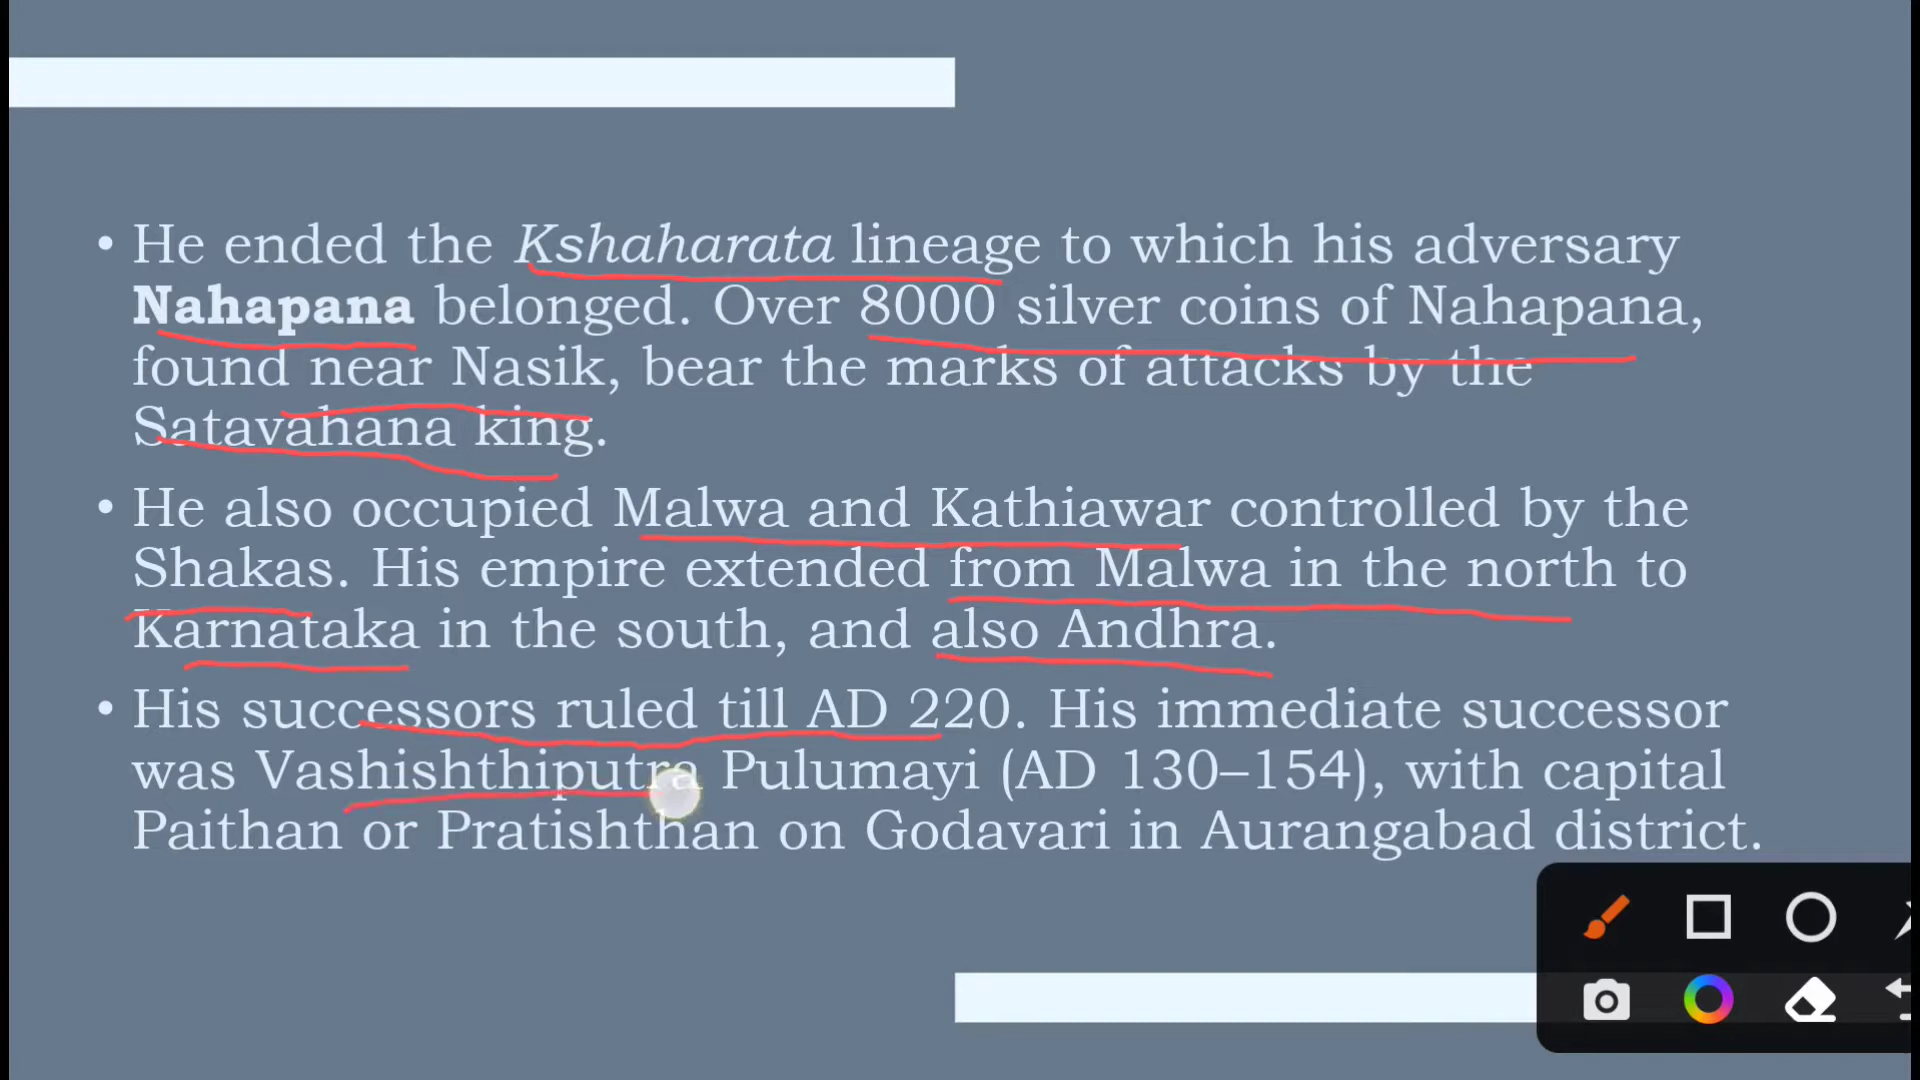 • He ended the Kshaharata lineage to which his adversary
Nahapana belonged. Over 8000 silver coins of Nahapana,
found near Nasik, bear the marks of attacks by the
Satavahana king.
• He also occupied Malwa and Kathiawar controlled by the
Shakas. His empire extended from Malwa in the north to
Karnataka in the south, and also Andhra.
• His successors ruled till AD 220. His immediate successor
was Vashishthiputra Pulumayi (AD 130–154), with capital
Paithan or Pratishthan on Godavari in Aurangabad district.